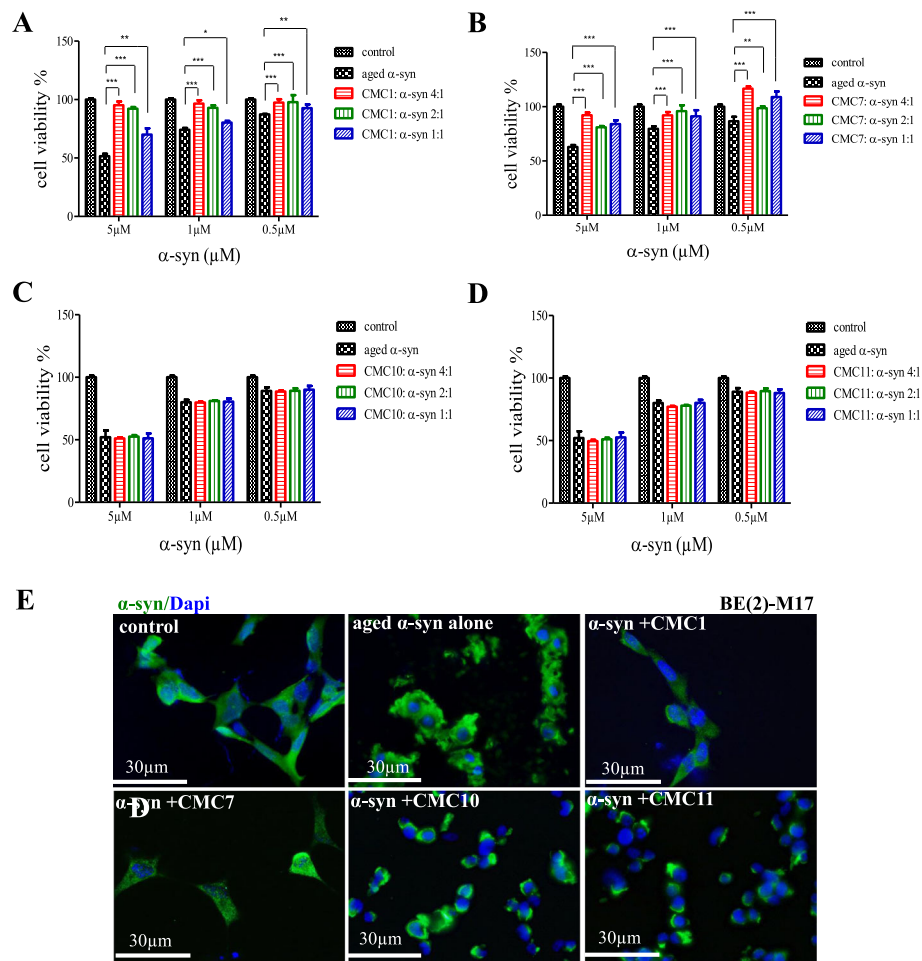 A
150
100
50
0
cell viability %
**
***
***
*
***
***
**
***
***
5µM
1µM
0.5µM
α-syn (µM)
control
aged α-syn
CMC1: α-syn 4:1
CMC1: α-syn 2:1
CMC1: α-syn 1:1
B
150
100
50
0
cell viability %
***
***
***
***
***
***
***
**
***
5µM
1µM
0.5µM
α-syn (µM)
control
aged α-syn
CMC7: α-syn 4:1
CMC7: α-syn 2:1
CMC7: α-syn 1:1
C
150
100
50
0
cell viability %
5µM
1µM
0.5µM
α-syn (µM)
control
aged α-syn
CMC10: α-syn 4:1
CMC10: α-syn 2:1
CMC10: α-syn 1:1
D
150
100
50
0
cell viability %
5µM
1µM
0.5µM
α-syn (µM)
control
aged α-syn
CMC11: α-syn 4:1
CMC11: α-syn 2:1
CMC11: α-syn 1:1
E
α-syn/Dapi
BE(2)-M17
control
30µm
aged α-syn alone
30µm
α-syn +CMC1
30µm
α-syn +CMC7
D
30µm
α-syn +CMC10
30µm
α-syn +CMC11
30µm